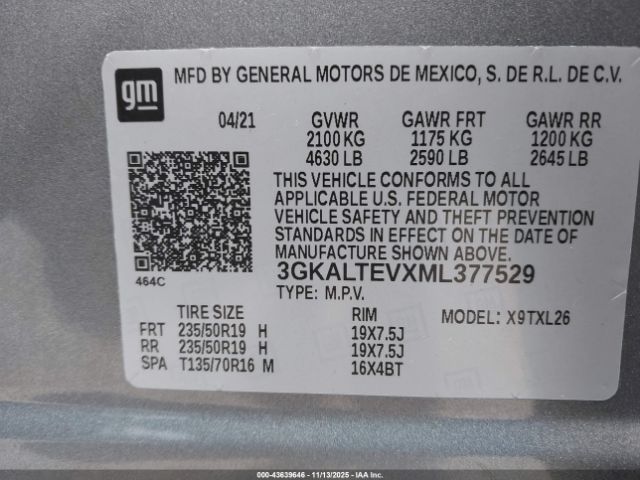 gm
MFD BY GENERAL MOTORS DE MEXICO, S. DE R.L. DE C.V.
04/21 GVWR GAWR FRT GAWR RR
2100 KG 1175 KG 1200 KG
4630 LB 2590 LB 2645 LB
THIS VEHICLE CONFORMS TO ALL
APPLICABLE U.S. FEDERAL MOTOR
VEHICLE SAFETY AND THEFT PREVENTION
STANDARDS IN EFFECT ON THE DATE OF
MANUFACTURE SHOWN ABOVE.
464C
3GKALTEVXML377529
TYPE: M.P.V.
TIRE SIZE RIM MODEL: X9TXL26
FRT 235/50R19 H 19X7.5J
RR 235/50R19 H 19X7.5J
SPA T135/70R16 M 16X4BT
000-43639646 11/13/2025 IAAI.COM